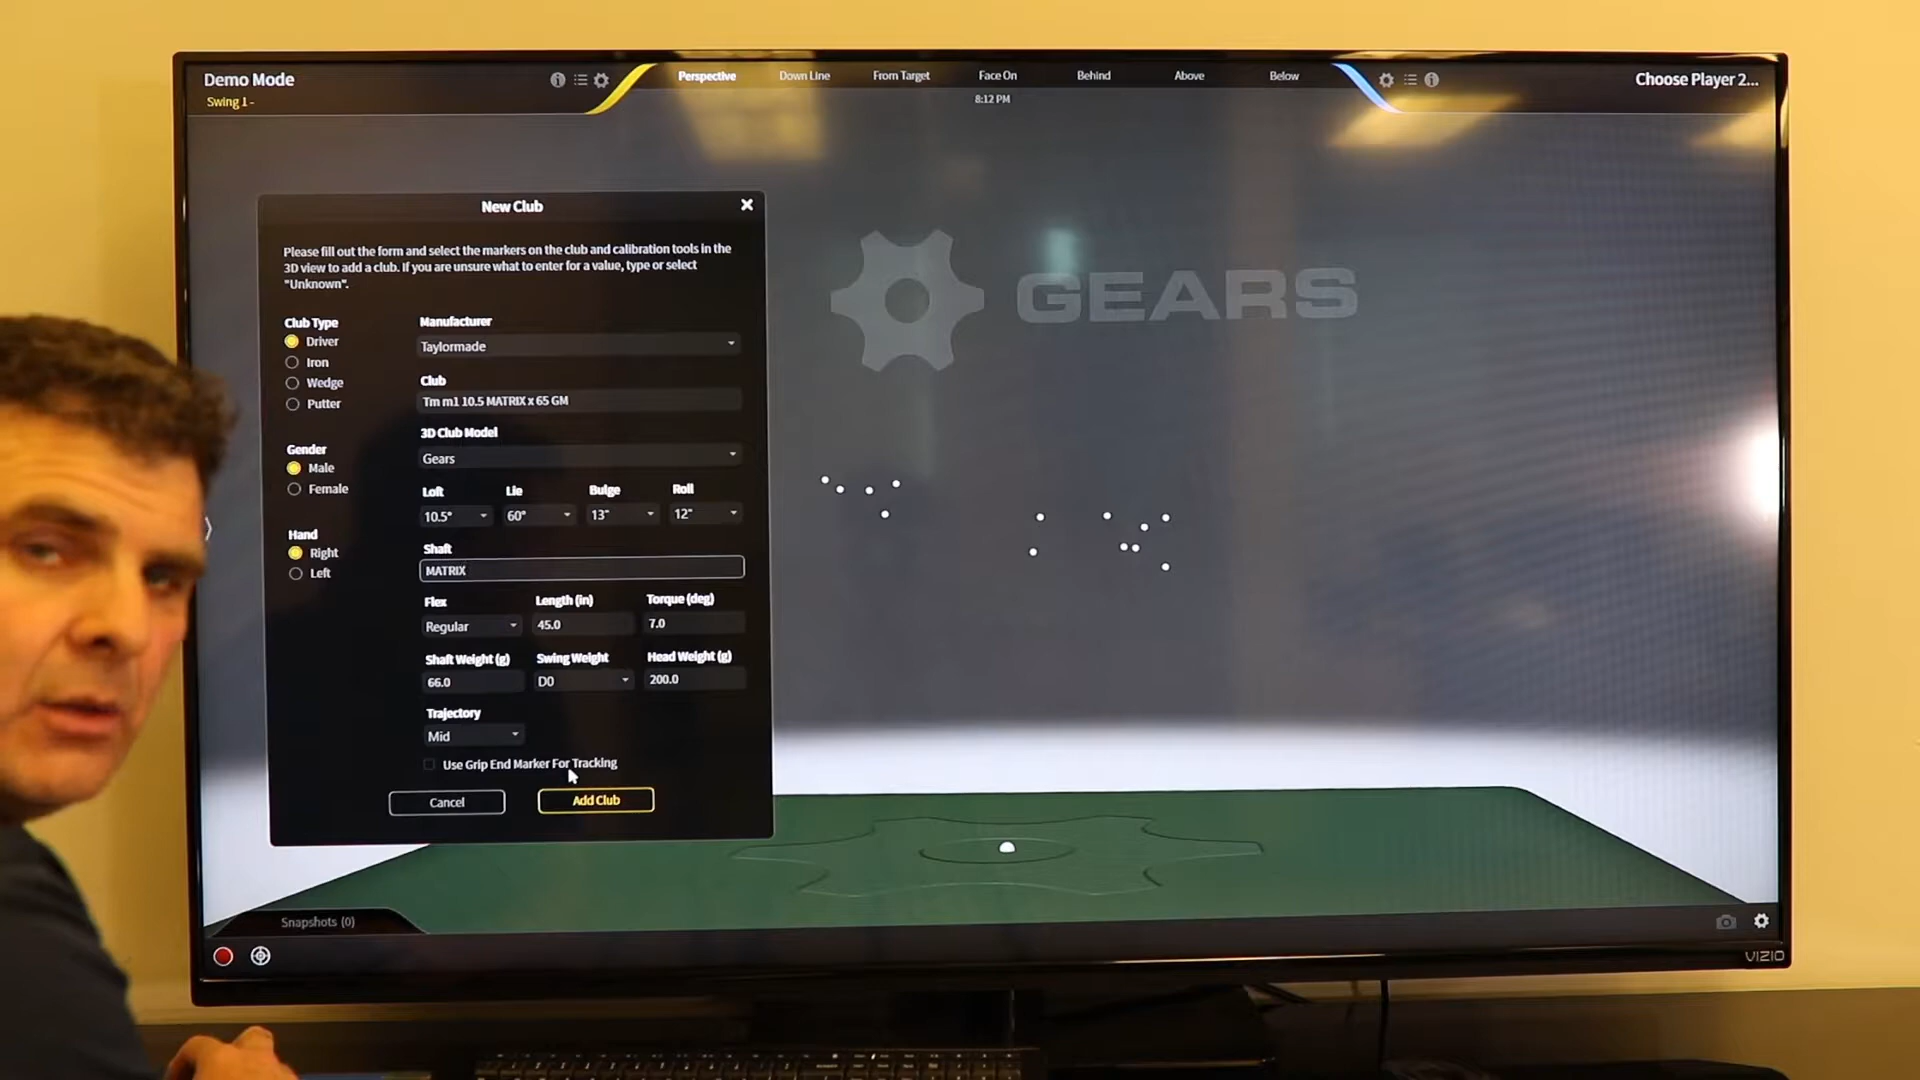 Demo Mode
Swing 1 -
Perspective
Down Line
From Target
Face On
Behind
Above
Below
8:12 PM
Choose Player 2...
New Club
Please fill out the form and select the markers on the club and calibration tools in the
3D view to add a club. If you are unsure what to enter for a value, type or select
"Unknown".
Club Type
Driver
Iron
Wedge
Putter
Gender
Male
Female
Hand
Right
Left
Manufacturer
Taylormade
Club
Tm m1 10.5 MATRIX x 65 GM
3D Club Model
Gears
Loft Lie Bulge Roll
10.5° 60° 13" 12"
Shaft
MATRIX
Flex Length (in) Torque (deg)
Regular 45.0 7.0
Shaft Weight (g) Swing Weight Head Weight (g)
66.0 D0 200.0
Trajectory
Mid
Use Grip End Marker For Tracking
Cancel
Add Club
GEARS
Snapshots (0)
VIZIO